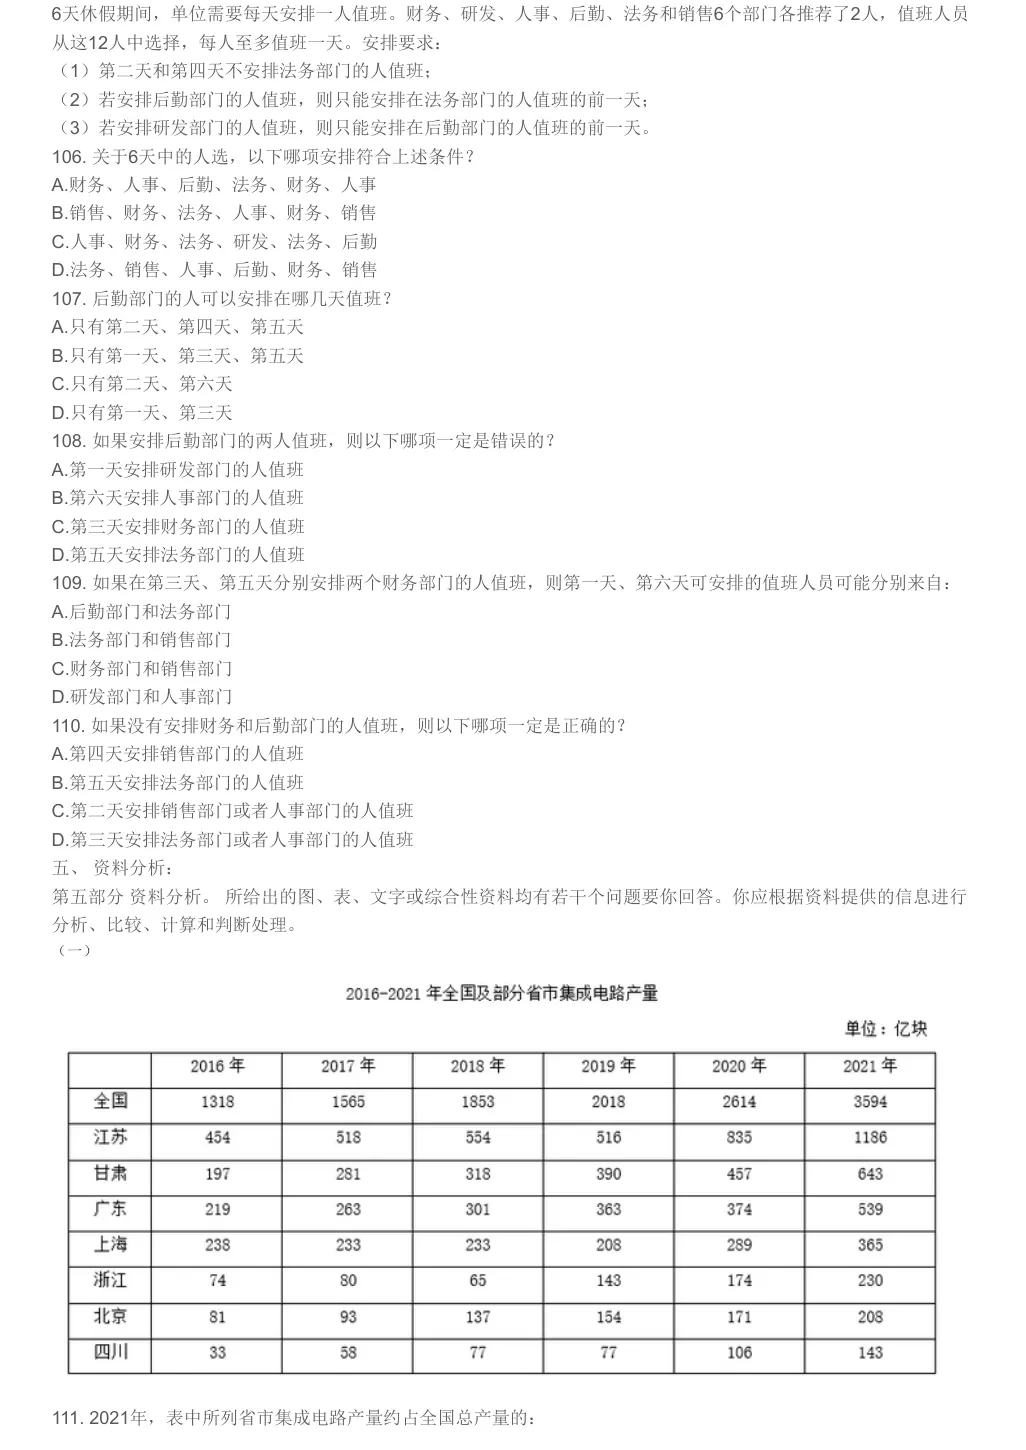 6天休假期间，单位需要每天安排一人值班。财务、研发、人事、后勤、法务和销售6个部门各推荐了2人，值班人员
从这12人中选择，每人至多值班一天。安排要求：
（1）第二天和第四天不安排法务部门的人值班；
（2）若安排后勤部门的人值班，则只能安排在法务部门的人值班的前一天；
（3）若安排研发部门的人值班，则只能安排在后勤部门的人值班的前一天。
106. 关于6天中的人选，以下哪项安排符合上述条件？
A.财务、人事、后勤、法务、财务、人事
B.销售、财务、法务、人事、财务、销售
C.人事、财务、法务、研发、法务、后勤
D.法务、销售、人事、后勤、财务、销售
107. 后勤部门的人可以安排在哪几天值班？
A.只有第二天、第四天、第五天
B.只有第一天、第三天、第五天
C.只有第二天、第六天
D.只有第一天、第三天
108. 如果安排后勤部门的两人值班，则以下哪项一定是错误的？
A.第一天安排研发部门的人值班
B.第六天安排人事部门的人值班
C.第三天安排财务部门的人值班
D.第五天安排法务部门的人值班
109. 如果在第三天、第五天分别安排两个财务部门的人值班，则第一天、第六天可安排的值班人员可能分别来自：
A.后勤部门和法务部门
B.法务部门和销售部门
C.财务部门和销售部门
D.研发部门和人事部门
110. 如果没有安排财务和后勤部门的人值班，则以下哪项一定是正确的？
A.第四天安排销售部门的人值班
B.第五天安排法务部门的人值班
C.第二天安排销售部门或者人事部门的人值班
D.第三天安排法务部门或者人事部门的人值班
五、 资料分析：
第五部分 资料分析。 所给出的图、表、文字或综合性资料均有若干个问题要你回答。你应根据资料提供的信息进行
分析、比较、计算和判断处理。
（一）
2016-2021 年全国及部分省市集成电路产量
单位：亿块
2016 年 2017 年 2018 年 2019 年 2020 年 2021 年
全国 1318 1565 1853 2018 2614 3594
江苏 454 518 554 516 835 1186
甘肃 197 281 318 390 457 643
广东 219 263 301 363 374 539
上海 238 233 233 208 289 365
浙江 74 80 65 143 174 230
北京 81 93 137 154 171 208
四川 33 58 77 77 106 143
111. 2021年，表中所列省市集成电路产量约占全国总产量的：